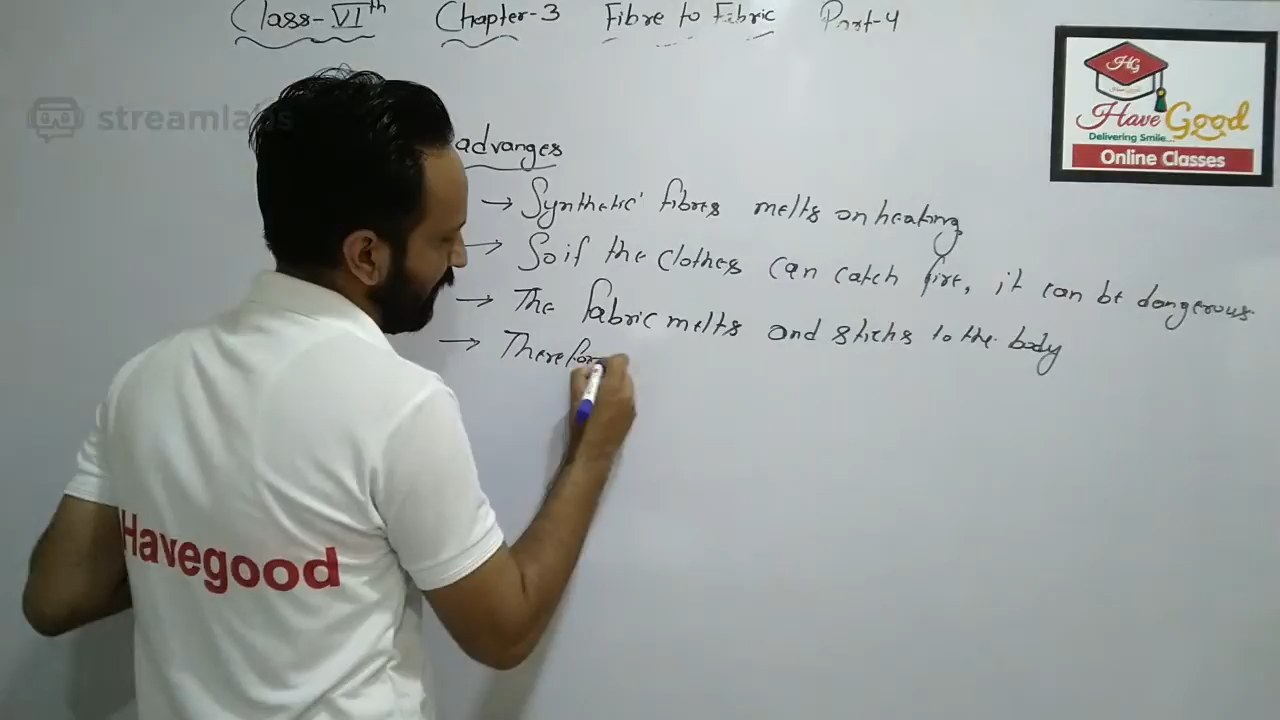 Class-VIth Chapter-3 Fibre to Fibric Part-4
streamlabs
HG
Have Good
Delivering Smile...
Online Classes
advanges
→ Synthetic fibres melts on heating
→ So if the clothes can catch fire, it can be dangerous
→ The fabric melts and sticks to the body
→ Therefor
Havegood